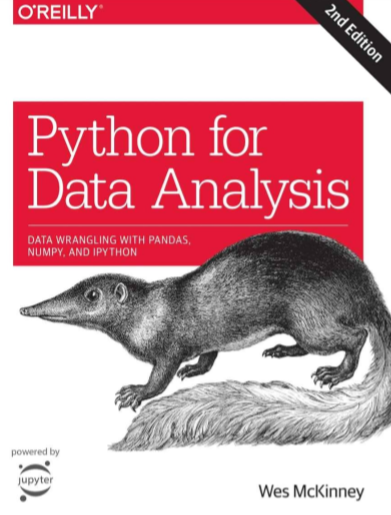 O'REILLY®
2nd Edition
Python for
Data Analysis
DATA WRANGLING WITH PANDAS,
NUMPY, AND IPYTHON
powered by
jupyter
Wes McKinney